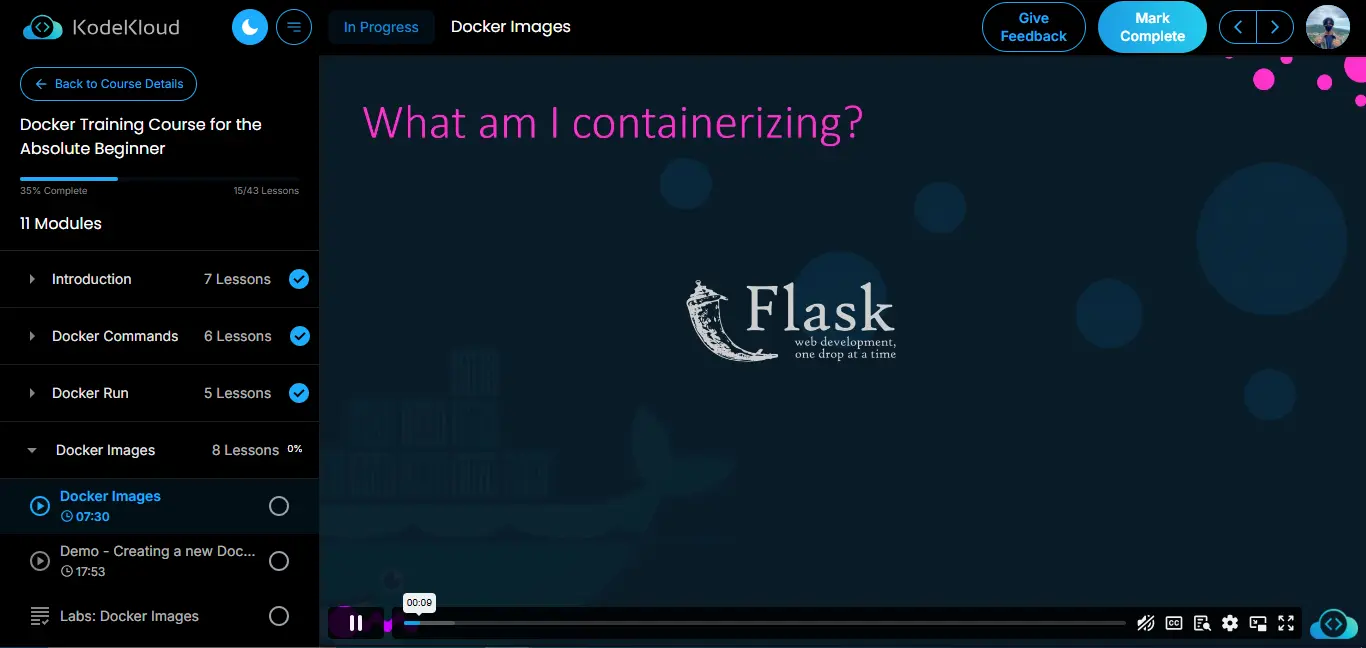 KodeKloud
In Progress
Docker Images
Give
Feedback
Mark
Complete
Back to Course Details
Docker Training Course for the
Absolute Beginner
35% Complete
15/43 Lessons
11 Modules
Introduction
7 Lessons
Docker Commands
6 Lessons
Docker Run
5 Lessons
Docker Images
8 Lessons
0%
Docker Images
07:30
Demo - Creating a new Doc...
17:53
Labs: Docker Images
What am I containerizing?
Flask
web development,
one drop at a time
00:09
CC